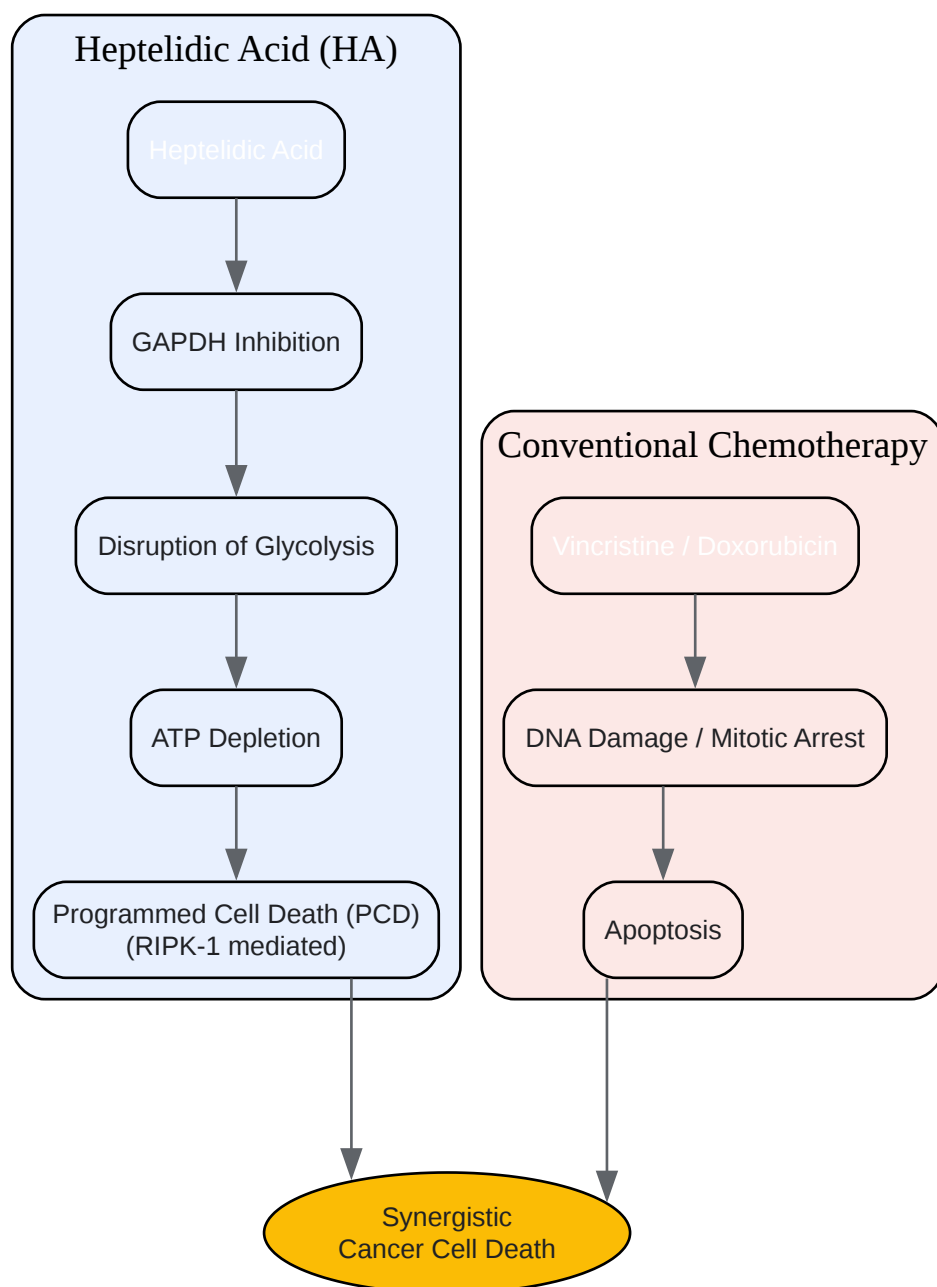 Heptelidic Acid (HA)
Heptelidic Acid
GAPDH Inhibition
Disruption of Glycolysis
ATP Depletion
Programmed Cell Death (PCD)
(RIPK-1 mediated)
Conventional Chemotherapy
Vincristine / Doxorubicin
DNA Damage / Mitotic Arrest
Apoptosis
Synergistic
Cancer Cell Death